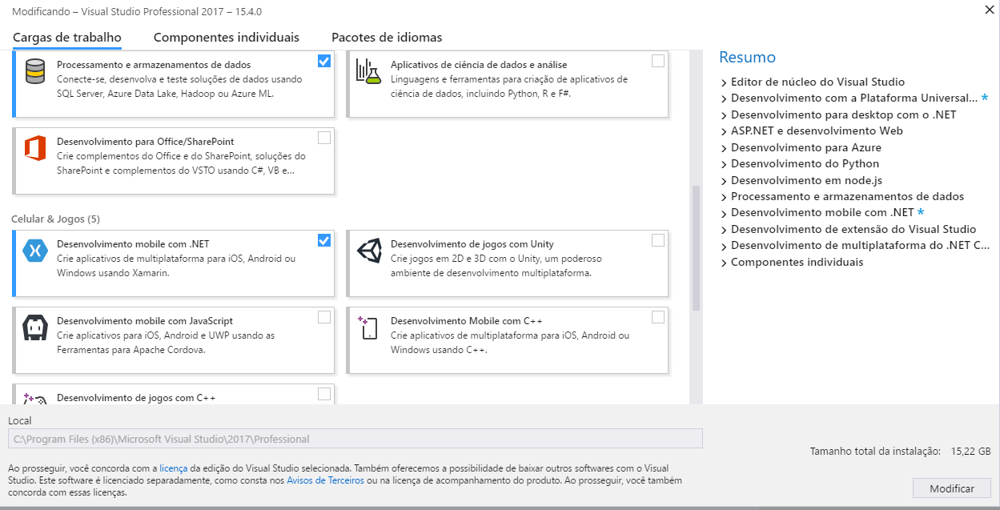 Modificando – Visual Studio Professional 2017 – 15.4.0
Cargas de trabalho
Componentes individuais
Pacotes de idiomas
Processamento e armazenamentos de dados
Conecte-se, desenvolva e teste soluções de dados usando
SQL Server, Azure Data Lake, Hadoop ou Azure ML.
Aplicativos de ciência de dados e análise
Linguagens e ferramentas para criação de aplicativos de
ciência de dados, incluindo Python, R e F#.
Desenvolvimento para Office/SharePoint
Crie complementos do Office e do SharePoint, soluções do
SharePoint e complementos do VSTO usando C#, VB e...
Celular & Jogos (5)
Desenvolvimento mobile com .NET
Crie aplicativos de multiplataforma para iOS, Android ou
Windows usando Xamarin.
Desenvolvimento de jogos com Unity
Crie jogos em 2D e 3D com o Unity, um poderoso
ambiente de desenvolvimento multiplataforma.
Desenvolvimento mobile com JavaScript
Crie aplicativos para iOS, Android e UWP usando as
Ferramentas para Apache Cordova.
Desenvolvimento Mobile com C++
Crie aplicativos de multiplataforma para iOS, Android ou
Windows usando C++.
Desenvolvimento de jogos com C++
Resumo
Editor de núcleo do Visual Studio
Desenvolvimento com a Plataforma Universal... *
Desenvolvimento para desktop com o .NET
ASP.NET e desenvolvimento Web
Desenvolvimento para Azure
Desenvolvimento do Python
Desenvolvimento em node.js
Processamento e armazenamentos de dados
Desenvolvimento mobile com .NET *
Desenvolvimento de extensão do Visual Studio
Desenvolvimento de multiplataforma do .NET C...
Componentes individuais
Local
C:\Program Files (x86)\Microsoft Visual Studio\2017\Professional
Tamanho total da instalação: 15,22 GB
Ao prosseguir, você concorda com a licença da edição do Visual Studio selecionada. Também oferecemos a possibilidade de baixar outros softwares com o Visual
Studio. Este software é licenciado separadamente, como consta nos Avisos de Terceiros ou na licença de acompanhamento do produto. Ao prosseguir, você também
concorda com essas licenças.
Modificar